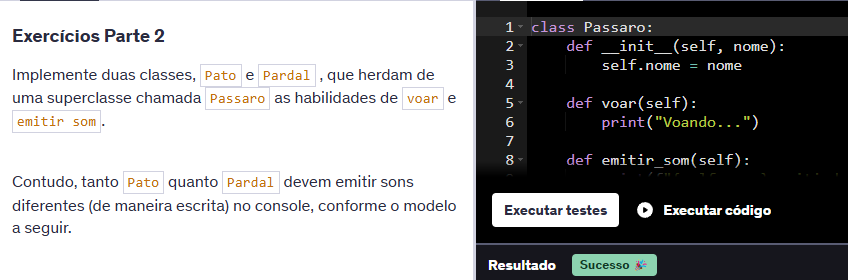 Exercícios Parte 2
Implemente duas classes, Pato e Pardal , que herdam de
uma superclasse chamada Passaro as habilidades de voar e
emitir som.
Contudo, tanto Pato quanto Pardal devem emitir sons
diferentes (de maneira escrita) no console, conforme o modelo
a seguir.
1 class Passaro:
2 def __init__(self, nome):
3 self.nome = nome
4
5 def voar(self):
6 print("Voando...")
7
8 def emitir_som(self):
Executar testes
Executar código
Resultado
Sucesso 🎉